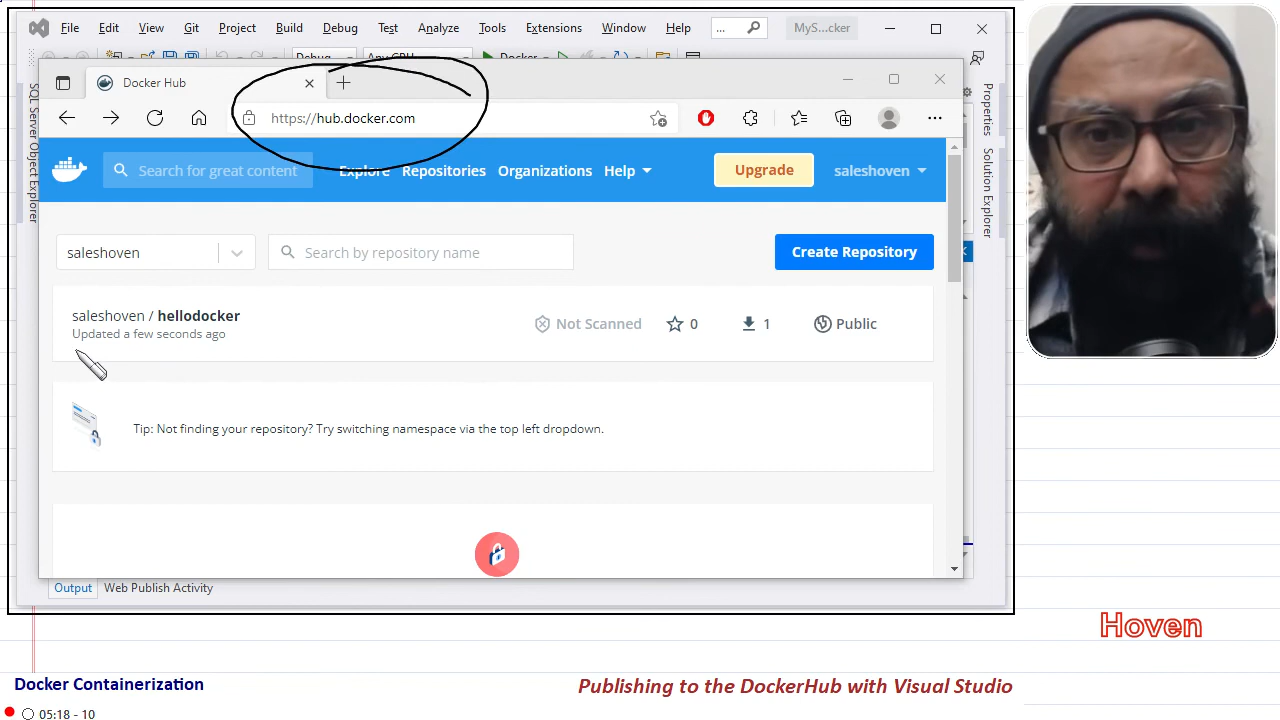 File Edit View Git Project Build Debug Test Analyze Tools Extensions Window Help ... MyS...cker
Debug Any CPU Docker
Docker Hub
https://hub.docker.com
Search for great content Explore Repositories Organizations Help Upgrade saleshoven
saleshoven Search by repository name Create Repository
saleshoven / hellodocker
Updated a few seconds ago
Not Scanned 0 1 Public
Tip: Not finding your repository? Try switching namespace via the top left dropdown.
SQL Server Object Explorer
Properties
Solution Explorer
Output Web Publish Activity
Hoven
Docker Containerization
Publishing to the DockerHub with Visual Studio
05:18 - 10